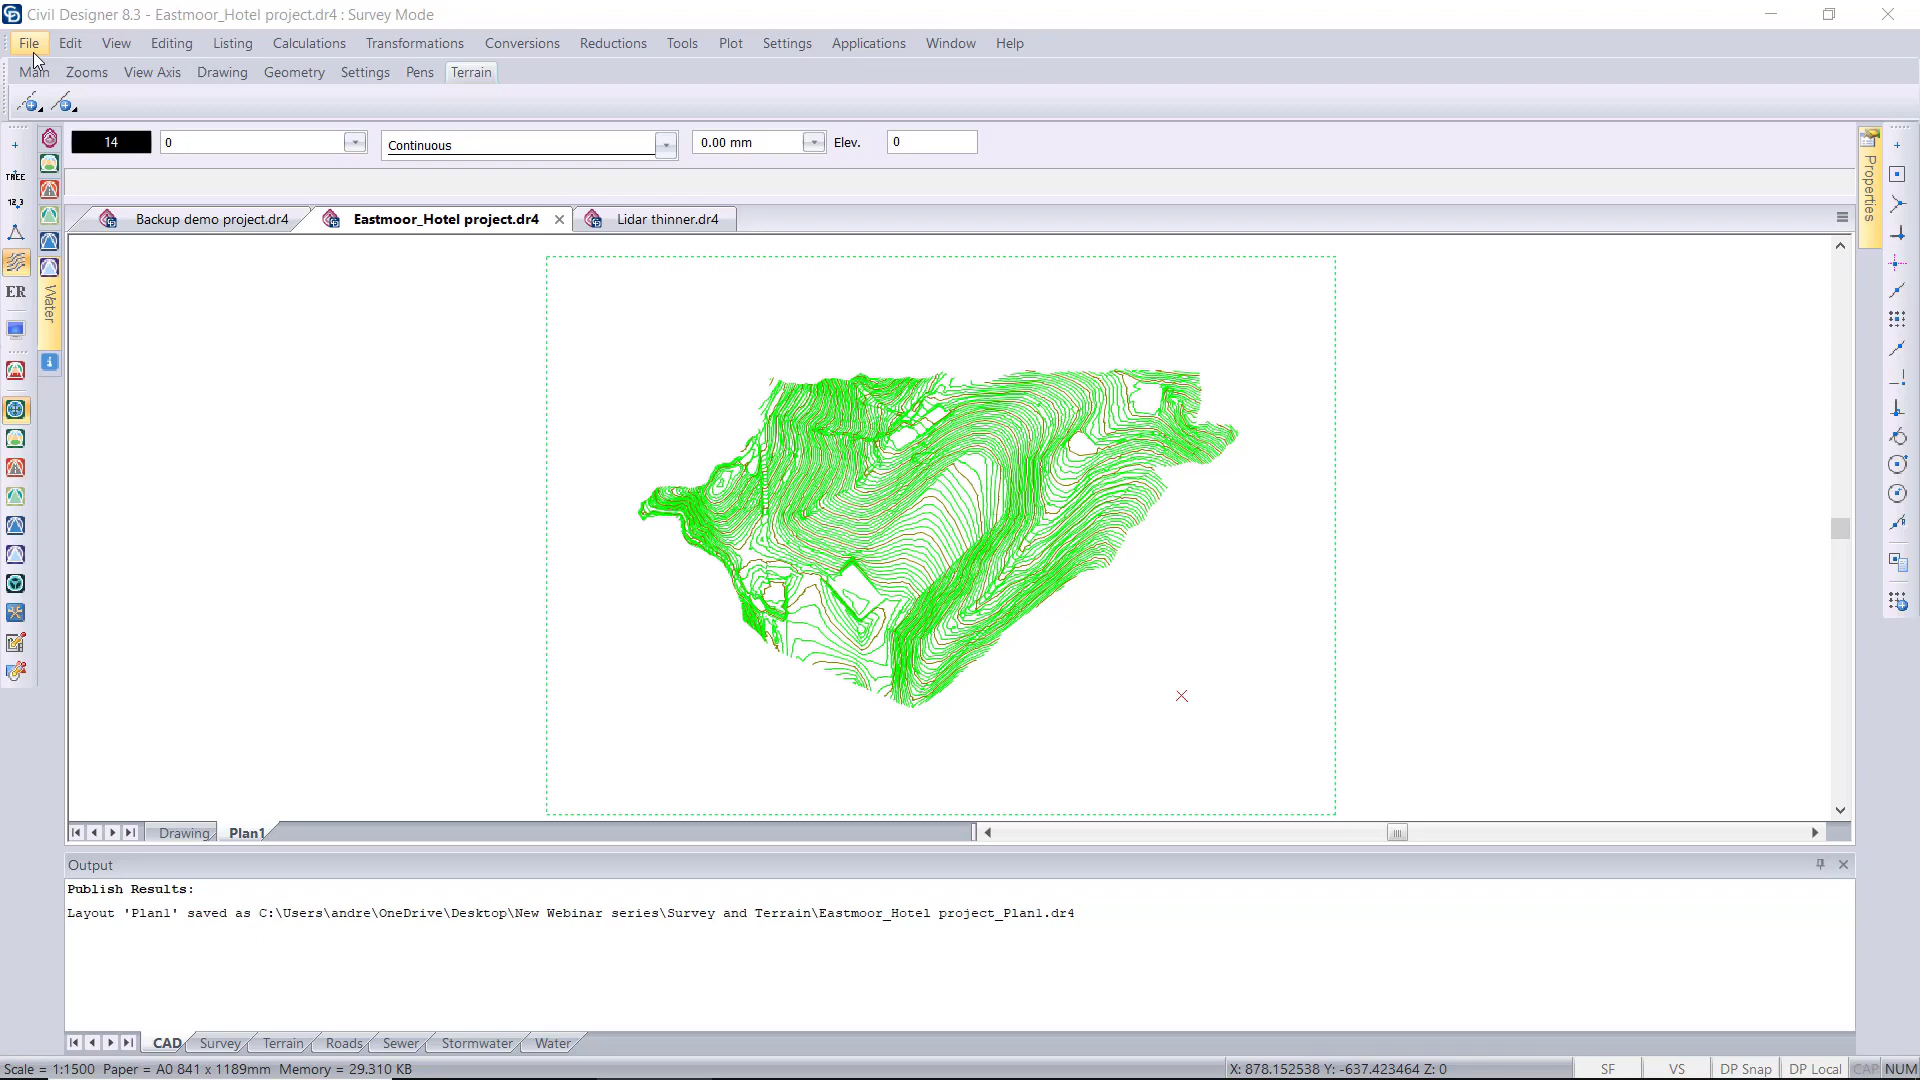 Civil Designer 8.3 - Eastmoor_Hotel project.dr4 : Survey Mode
File Edit View Editing Listing Calculations Transformations Conversions Reductions Tools Plot Settings Applications Window Help
Main Zooms View Axis Drawing Geometry Settings Pens Terrain
14 0 Continuous 0.00 mm Elev. 0
Backup demo project.dr4 Eastmoor_Hotel project.dr4 Lidar thinner.dr4
TREE
ER
Water
Properties
Drawing Plan1
Output
Publish Results:
Layout 'Plan1' saved as C:\Users\andre\OneDrive\Desktop\New Webinar series\Survey and Terrain\Eastmoor_Hotel project_Plan1.dr4
CAD Survey Terrain Roads Sewer Stormwater Water
Scale = 1:1500 Paper = A0 841 x 1189mm Memory = 29.310 KB X: 878.152538 Y: -637.423464 Z: 0 SF VS DP Snap DP Local CAP NUM